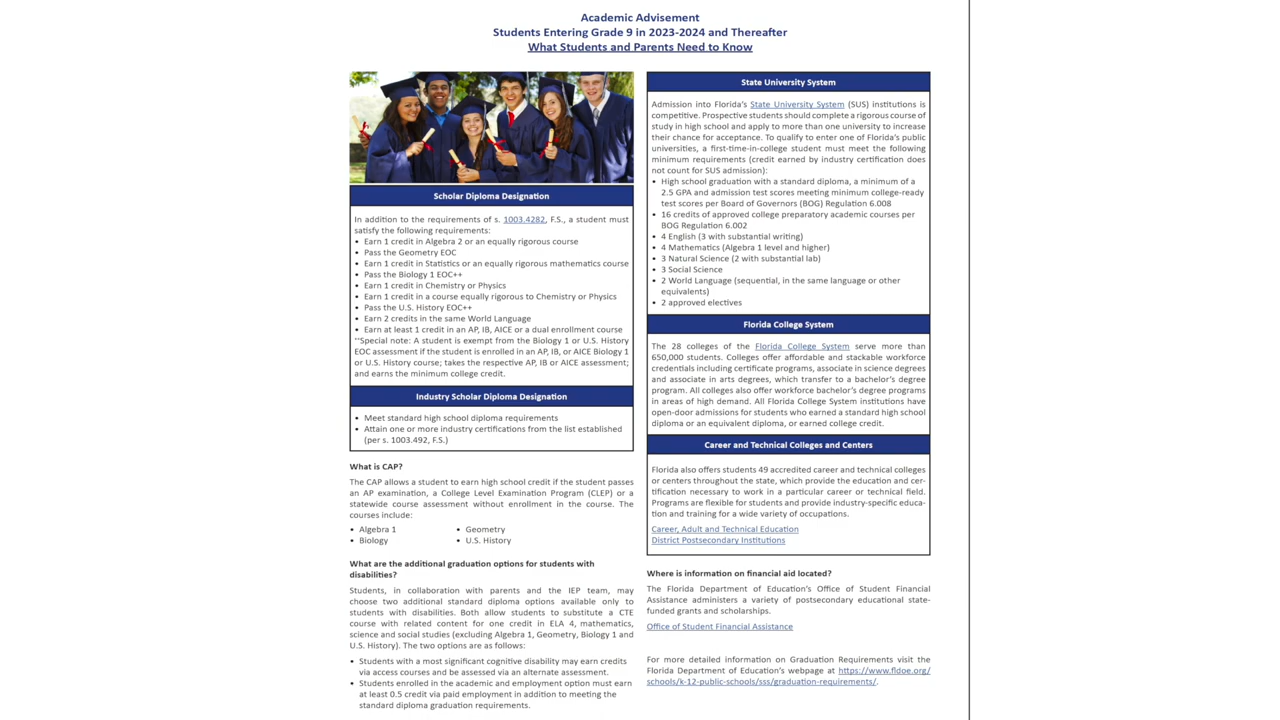 Academic Advisement
Students Entering Grade 9 in 2023-2024 and Thereafter
What Students and Parents Need to Know
Scholar Diploma Designation
In addition to the requirements of s. 1003.4282, F.S., a student must
satisfy the following requirements:
• Earn 1 credit in Algebra 2 or an equally rigorous course
• Pass the Geometry EOC
• Earn 1 credit in Statistics or an equally rigorous mathematics course
• Pass the Biology 1 EOC++
• Earn 1 credit in Chemistry or Physics
• Earn 1 credit in a course equally rigorous to Chemistry or Physics
• Pass the U.S. History EOC++
• Earn 2 credits in the same World Language
• Earn at least 1 credit in an AP, IB, AICE or a dual enrollment course
**Special note: A student is exempt from the Biology 1 or U.S. History
EOC assessment if the student is enrolled in an AP, IB, or AICE Biology 1
or U.S. History course; takes the respective AP, IB or AICE assessment;
and earns the minimum college credit.
Industry Scholar Diploma Designation
• Meet standard high school diploma requirements
• Attain one or more industry certifications from the list established
(per s. 1003.492, F.S.)
What is CAP?
The CAP allows a student to earn high school credit if the student passes
an AP examination, a College Level Examination Program (CLEP) or a
statewide course assessment without enrollment in the course. The
courses include:
• Algebra 1
• Geometry
• Biology
• U.S. History
What are the additional graduation options for students with
disabilities?
Students, in collaboration with parents and the IEP team, may
choose two additional standard diploma options available only to
students with disabilities. Both allow students to substitute a CTE
course with related content for one credit in ELA 4, mathematics,
science and social studies (excluding Algebra 1, Geometry, Biology 1 and
U.S. History). The two options are as follows:
• Students with a most significant cognitive disability may earn credits
via access courses and be assessed via an alternate assessment.
• Students enrolled in the academic and employment option must earn
at least 0.5 credit via paid employment in addition to meeting the
standard diploma graduation requirements.
State University System
Admission into Florida's State University System (SUS) institutions is
competitive. Prospective students should complete a rigorous course of
study in high school and apply to more than one university to increase
their chance for acceptance. To qualify to enter one of Florida's public
universities, a first-time-in-college student must meet the following
minimum requirements (credit earned by industry certification does
not count for SUS admission):
• High school graduation with a standard diploma, a minimum of a
2.5 GPA and admission test scores meeting minimum college-ready
test scores per Board of Governors (BOG) Regulation 6.008
• 16 credits of approved college preparatory academic courses per
BOG Regulation 6.002
• 4 English (3 with substantial writing)
• 4 Mathematics (Algebra 1 level and higher)
• 3 Natural Science (2 with substantial lab)
• 3 Social Science
• 2 World Language (sequential, in the same language or other
equivalents)
• 2 approved electives
Florida College System
The 28 colleges of the Florida College System serve more than
650,000 students. Colleges offer affordable and stackable workforce
credentials including certificate programs, associate in science degrees
and associate in arts degrees, which transfer to a bachelor's degree
program. All colleges also offer workforce bachelor's degree programs
in areas of high demand. All Florida College System institutions have
open-door admissions for students who earned a standard high school
diploma or an equivalent diploma, or earned college credit.
Career and Technical Colleges and Centers
Florida also offers students 49 accredited career and technical colleges
or centers throughout the state, which provide the education and cer-
tification necessary to work in a particular career or technical field.
Programs are flexible for students and provide industry-specific educa-
tion and training for a wide variety of occupations.
Career, Adult and Technical Education
District Postsecondary Institutions
Where is information on financial aid located?
The Florida Department of Education's Office of Student Financial
Assistance administers a variety of postsecondary educational state-
funded grants and scholarships.
Office of Student Financial Assistance
For more detailed information on Graduation Requirements visit the
Florida Department of Education's webpage at https://www.fldoe.org/
schools/k-12-public-schools/sss/graduation-requirements/.